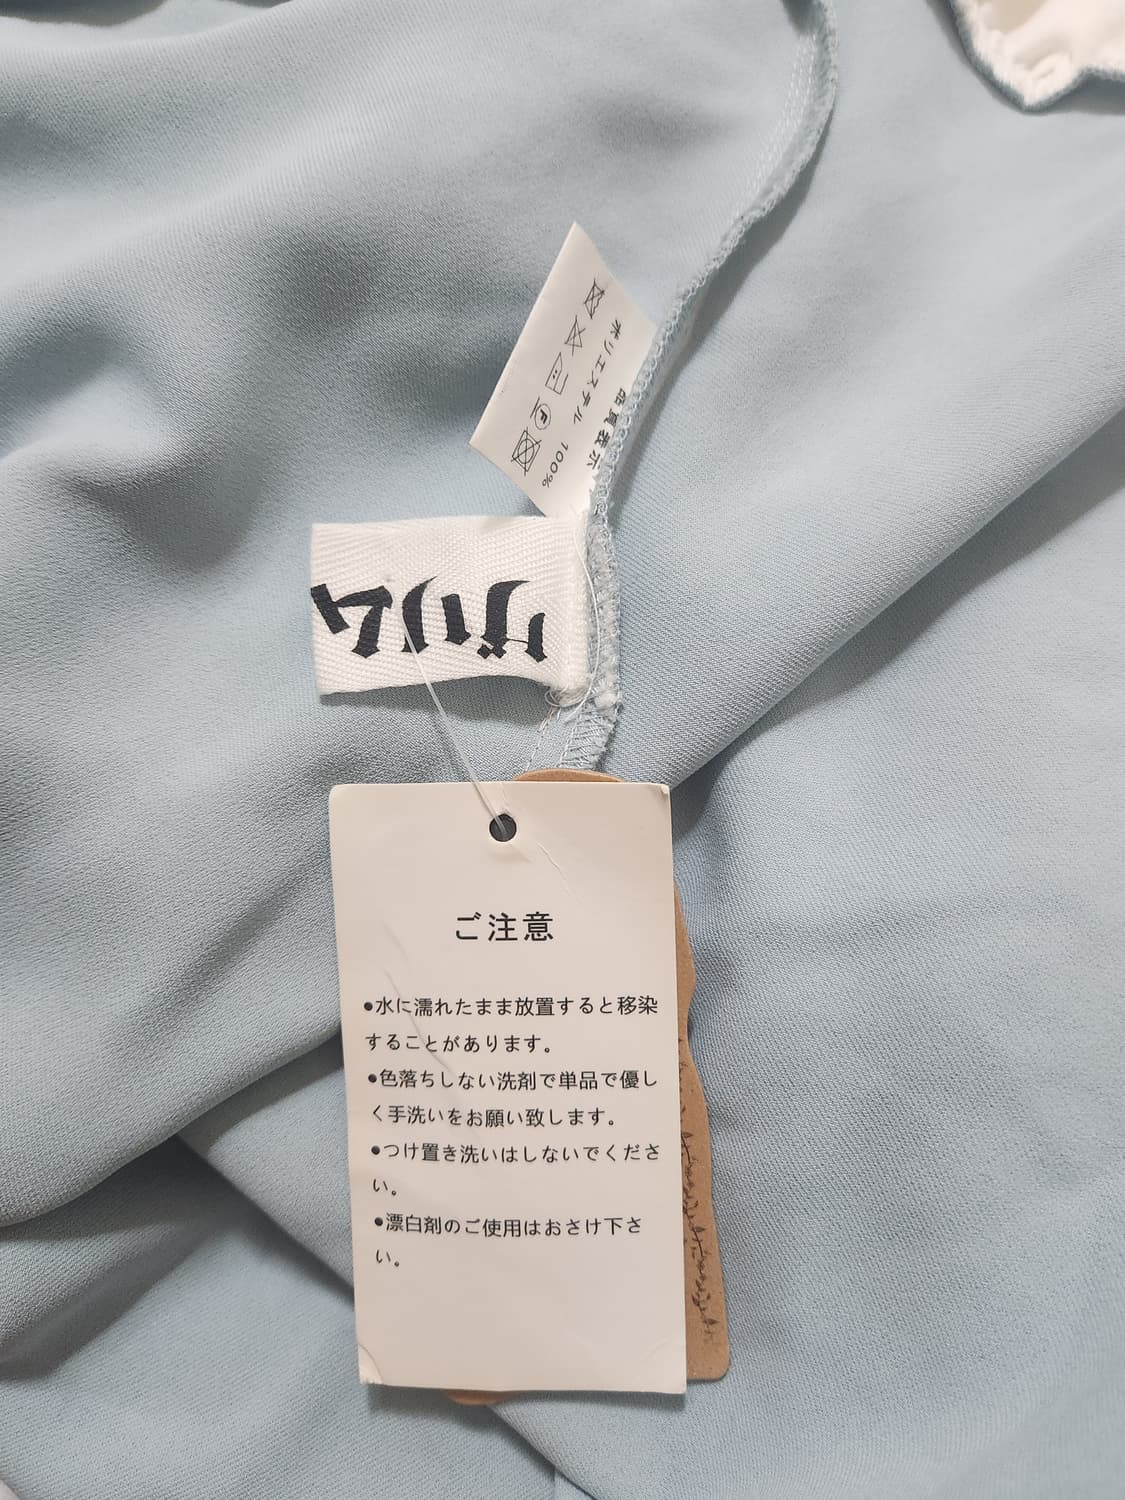 品質表示
ポリエステル 100%
F
グリム
ご注意
●水に濡れたまま放置すると移染
することがあります。
●色落ちしない洗剤で単品で優し
く手洗いをお願い致します。
●つけ置き洗いはしないでくださ
い。
●漂白剤のご使用はおさけ下さ
い。